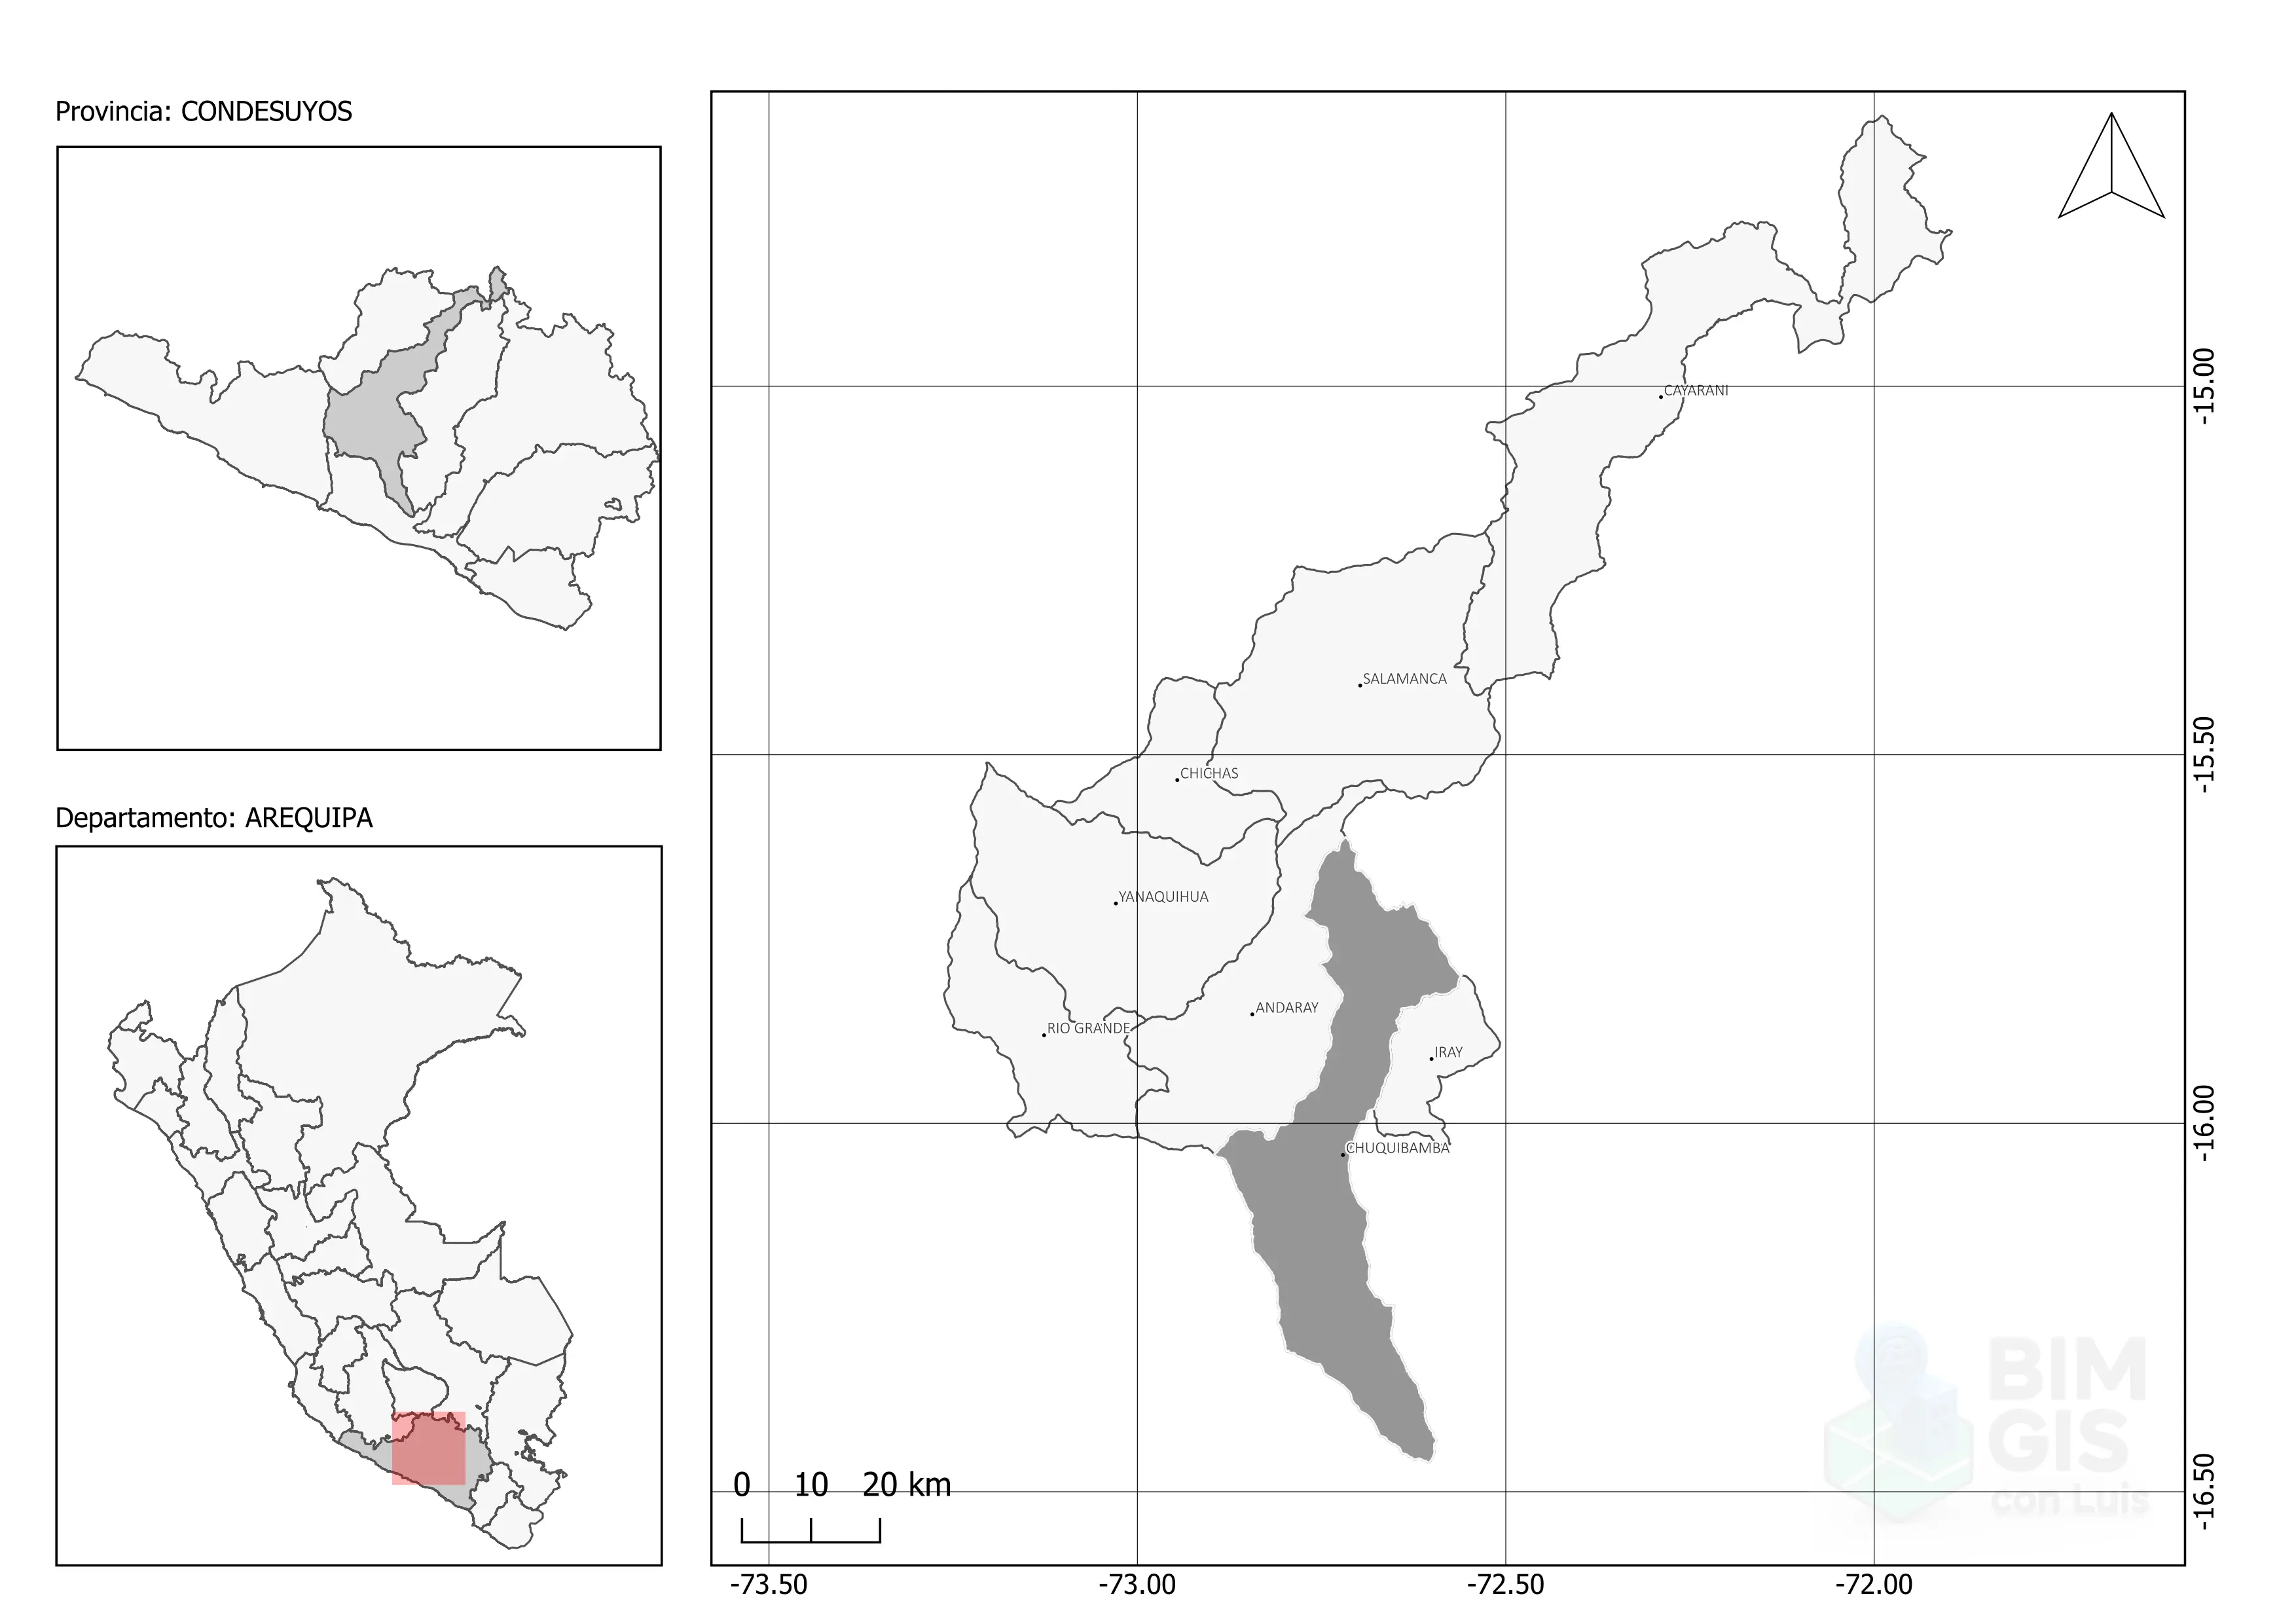 Provincia: CONDESUYOS
Departamento: AREQUIPA
CAYARANI
SALAMANCA
CHICHAS
YANAQUIHUA
ANDARAY
RIO GRANDE
IRAY
CHUQUIBAMBA
-15.00
-15.50
-16.00
-16.50
0 10 20 km
-73.50 -73.00 -72.50 -72.00
BIM
GIS
con Luis